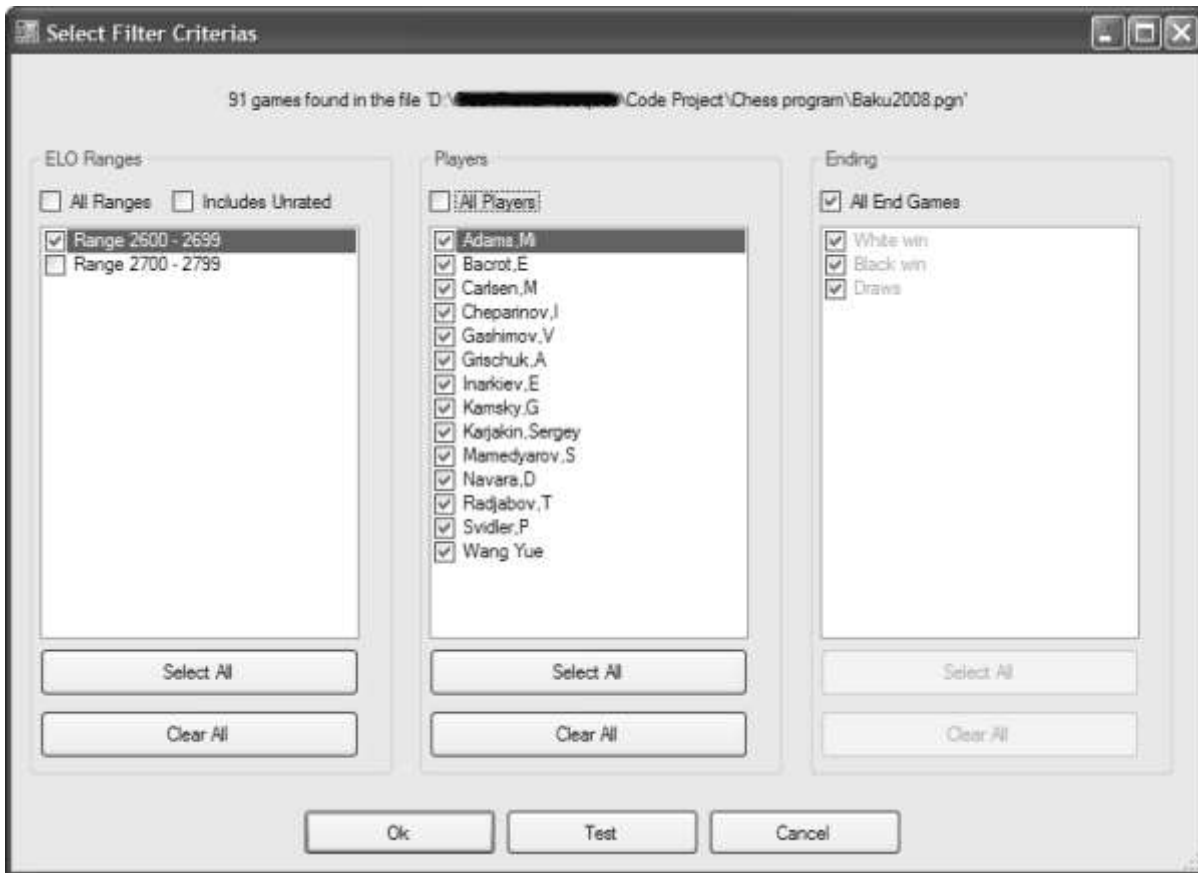 Select Filter Criterias
91 games found in the file 'D:\ \Code Project\Chess program\Baku2008.pgn'
ELO Ranges
All Ranges Includes Unrated
Range 2600 - 2699
Range 2700 - 2799
Select All
Clear All
Players
All Players
Adams,Mi
Bacrot,E
Carlsen,M
Cheparinov,I
Gashimov,V
Grischuk,A
Inarkiev,E
Kamsky,G
Karjakin,Sergey
Mamedyarov,S
Navara,D
Radjabov,T
Svidler,P
Wang Yue
Select All
Clear All
Ending
All End Games
White win
Black win
Draws
Select All
Clear All
Ok Test Cancel